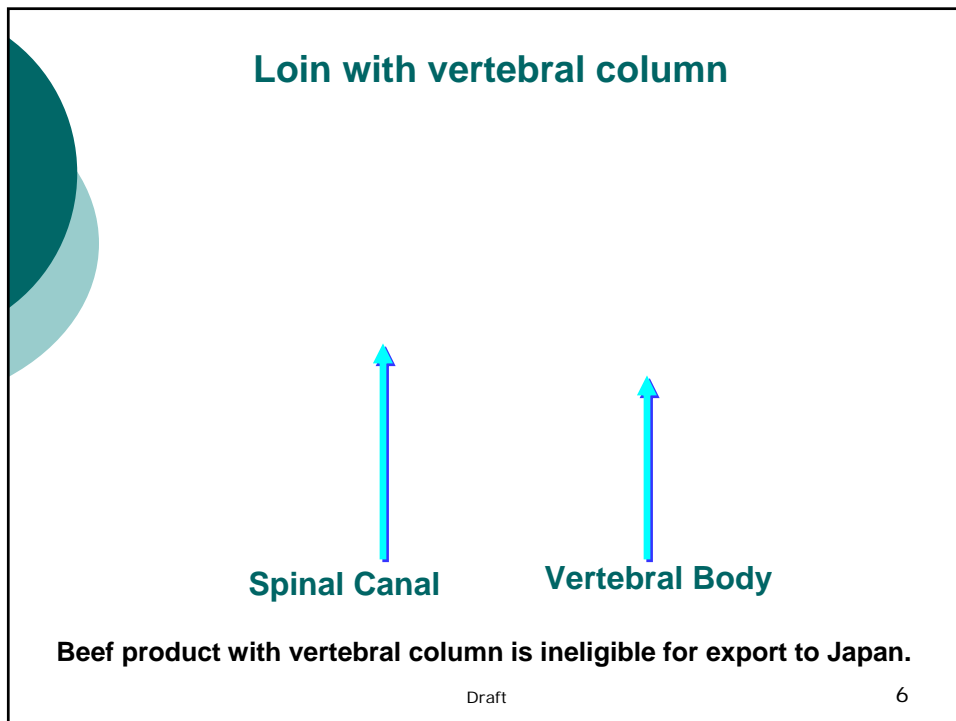 Loin with vertebral column
Spinal Canal
Vertebral Body
Beef product with vertebral column is ineligible for export to Japan.
Draft
6